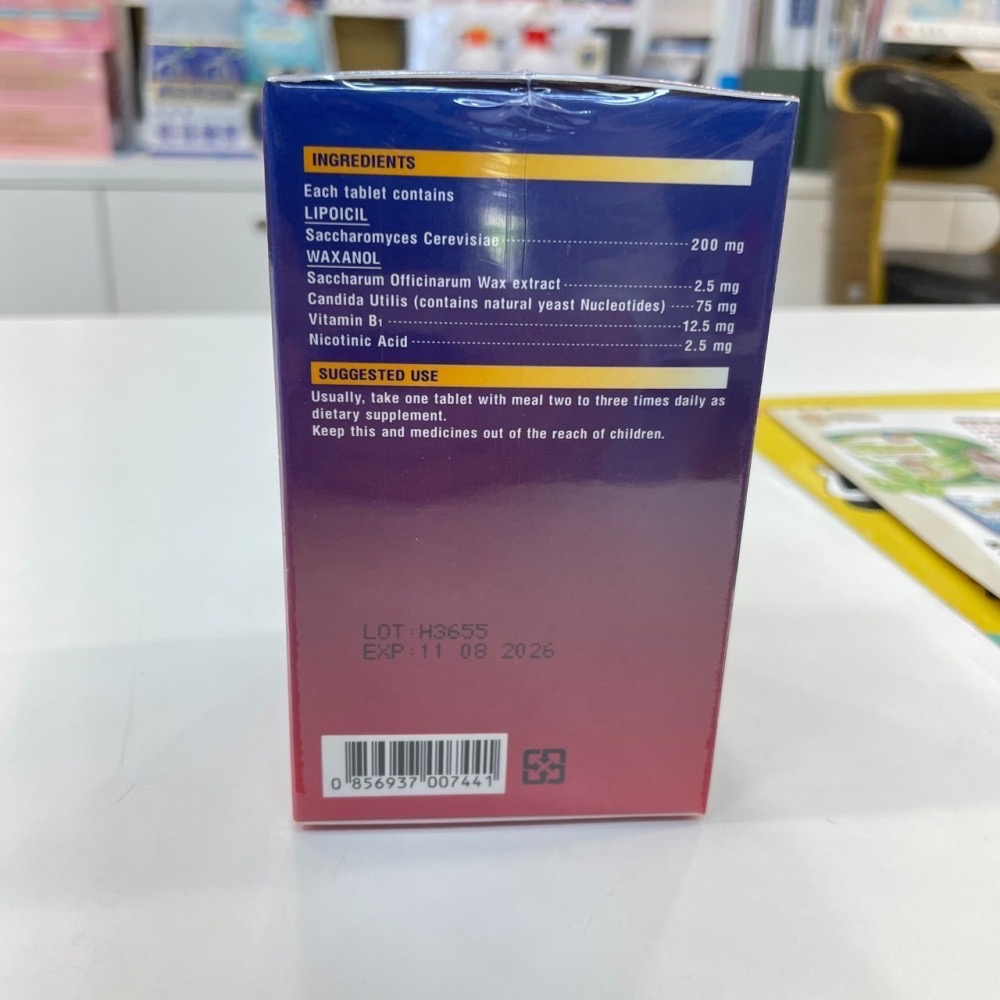 INGREDIENTS
Each tablet contains
LIPOICIL
Saccharomyces Cerevisiae 200 mg
WAXANOL
Saccharum Officinarum Wax extract 2.5 mg
Candida Utilis (contains natural yeast Nucleotides) 75 mg
Vitamin B₁ 12.5 mg
Nicotinic Acid 2.5 mg
SUGGESTED USE
Usually, take one tablet with meal two to three times daily as
dietary supplement.
Keep this and medicines out of the reach of children.
LOT:H3655
EXP:11 08 2026
0 856937 007441